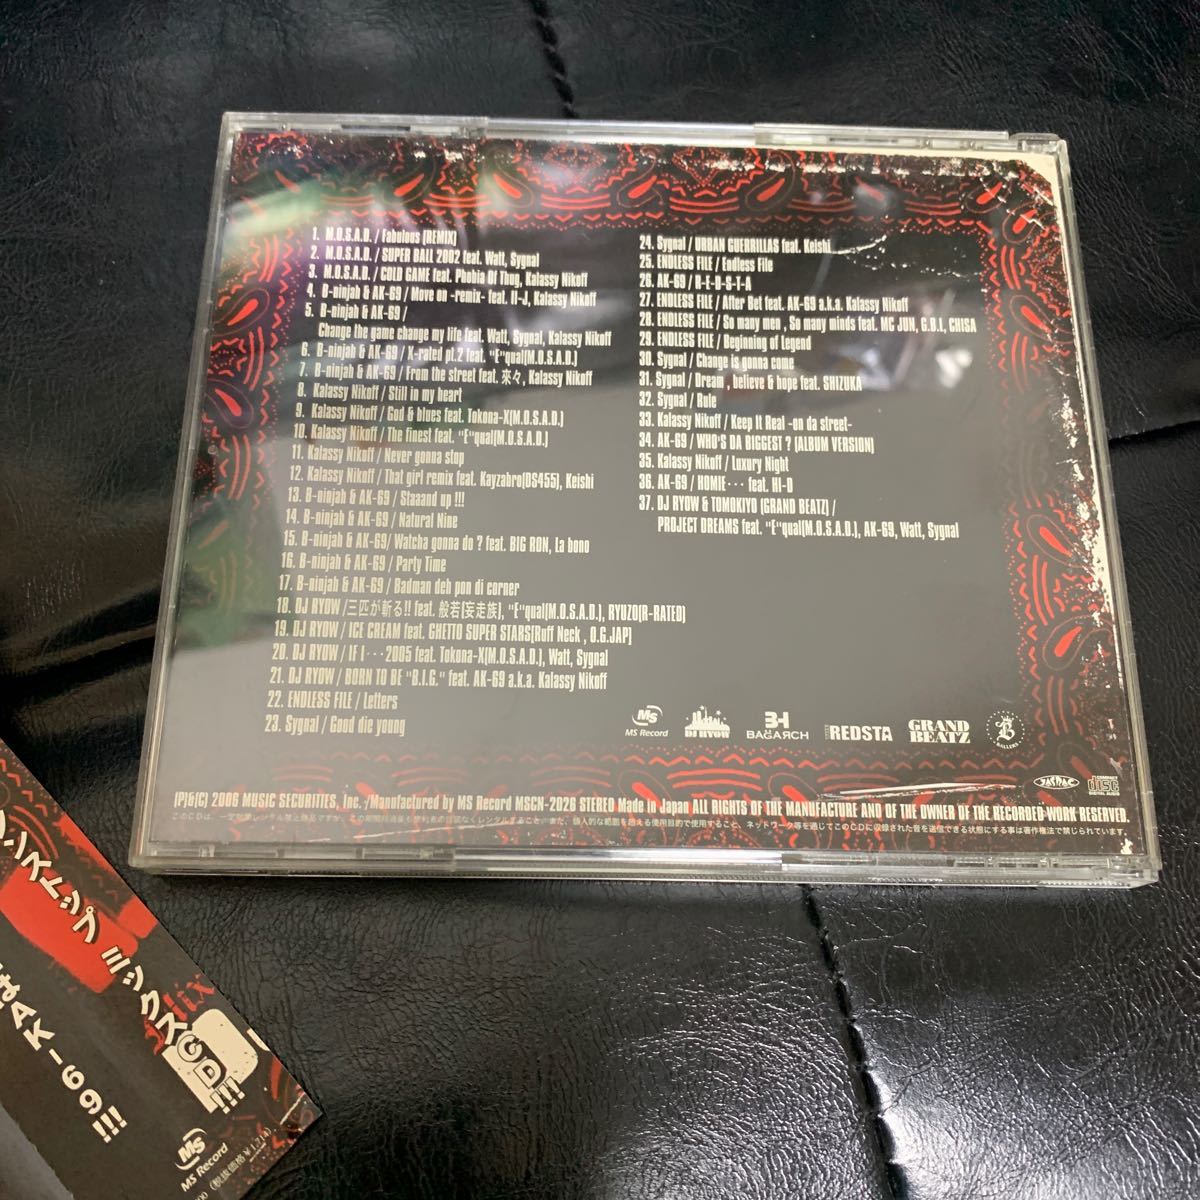 1. M.O.S.A.D. / Fabulous [REMIX]
2. M.O.S.A.D. / SUPER BALL 2002 feat. Watt, Sygnal
3. M.O.S.A.D. / COLD GAME feat. Phobia Of Thug, Kalassy Nikoff
4. B-ninjah & AK-69 / Move on -remix- feat. II-J, Kalassy Nikoff
5. B-ninjah & AK-69 /
Change the game change my life feat. Watt, Sygnal, Kalassy Nikoff
6. B-ninjah & AK-69 / X-rated pt.2 feat. "E"qual[M.O.S.A.D.]
7. B-ninjah & AK-69 / From the street feat. 來々, Kalassy Nikoff
8. Kalassy Nikoff / Still in my heart
9. Kalassy Nikoff / God & blues feat. Tokona-X[M.O.S.A.D.]
10. Kalassy Nikoff / The finest feat. "E"qual[M.O.S.A.D.]
11. Kalassy Nikoff / Never gonna stop
12. Kalassy Nikoff / That girl remix feat. Kayzabro[DS455], Keishi
13. B-ninjah & AK-69 / Staaand up !!!
14. B-ninjah & AK-69 / Natural Nine
15. B-ninjah & AK-69/ Watcha gonna do ? feat. BIG RON, La bono
16. B-ninjah & AK-69 / Party Time
17. B-ninjah & AK-69 / Badman deh pon di corner
18. DJ RYOW /三匹が斬る!! feat. 般若[妄走族], "E"qual[M.O.S.A.D.], RYUZO[R-RATED]
19. DJ RYOW / ICE CREAM feat. GHETTO SUPER STARS[Ruff Neck , O.G.JAP]
20. DJ RYOW / IF I･･･2005 feat. Tokona-X[M.O.S.A.D.], Watt, Sygnal
21. DJ RYOW / BORN TO BE "B.I.G." feat. AK-69 a.k.a. Kalassy Nikoff
22. ENDLESS FILE / Letters
23. Sygnal / Good die young
24. Sygnal / URBAN GUERRILLAS feat. Keishi
25. ENDLESS FILE / Endless File
26. AK-69 / R-E-D-S-T-A
27. ENDLESS FILE / After Bet feat. AK-69 a.k.a. Kalassy Nikoff
28. ENDLESS FILE / So many men , So many minds feat. MC JUN, G.B.L, CHISA
29. ENDLESS FILE / Beginning of Legend
30. Sygnal / Change is gonna come
31. Sygnal / Dream , believe & hope feat. SHIZUKA
32. Sygnal / Rule
33. Kalassy Nikoff / Keep It Real -on da street-
34. AK-69 / WHO'S DA BIGGEST ? (ALBUM VERSION)
35. Kalassy Nikoff / Luxury Night
36. AK-69 / HOMIE･･･ feat. HI-D
37. DJ RYOW & TOMOKIYO [GRAND BEATZ] /
PROJECT DREAMS feat. "E"qual[M.O.S.A.D.], AK-69, Watt, Sygnal
MS Record
DJ RYOW
BAGARCH
REDSTA
GRAND BEATZ
BALLERS
JASRAC
COMPACT disc DIGITAL AUDIO
[P]&[C] 2006 MUSIC SECURITIES, Inc. /Manufactured by MS Record MSCN-2026 STEREO Made in Japan ALL RIGHTS OF THE MANUFACTURE AND OF THE OWNER OF THE RECORDED WORK RESERVED.
ンストップ ミックスCD!!!
Mix
はAK-69!!!
MS Record